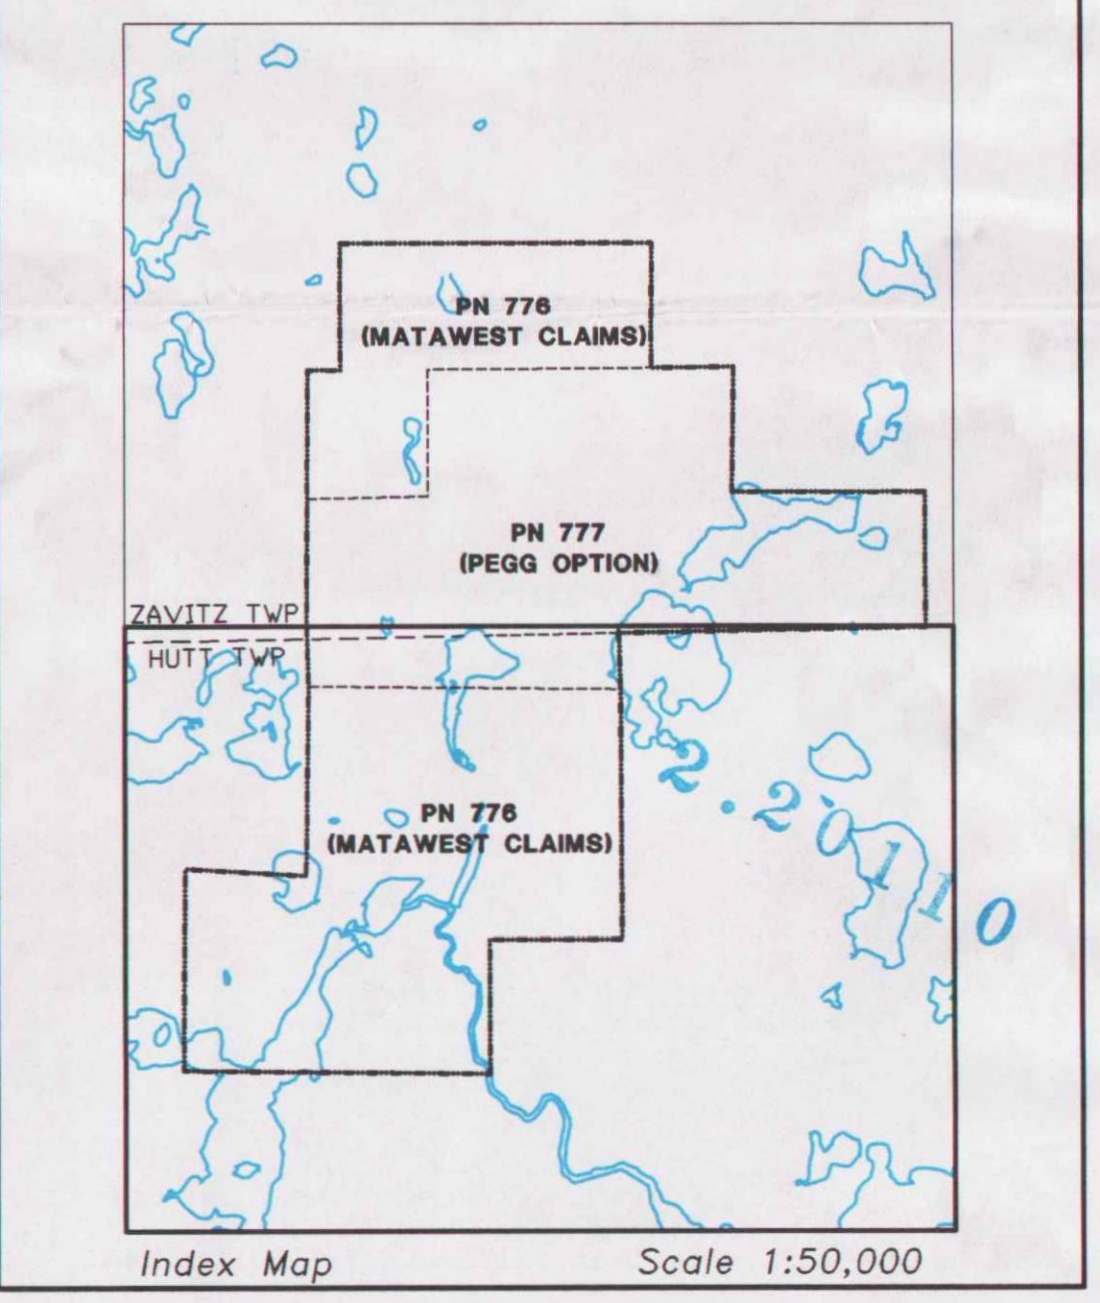 PN 776
(MATAWEST CLAIMS)
PN 777
(PEGG OPTION)
ZAVITZ TWP
HUTT TWP
PN 776
(MATAWEST CLAIMS)
2.20110
Index Map
Scale 1:50,000